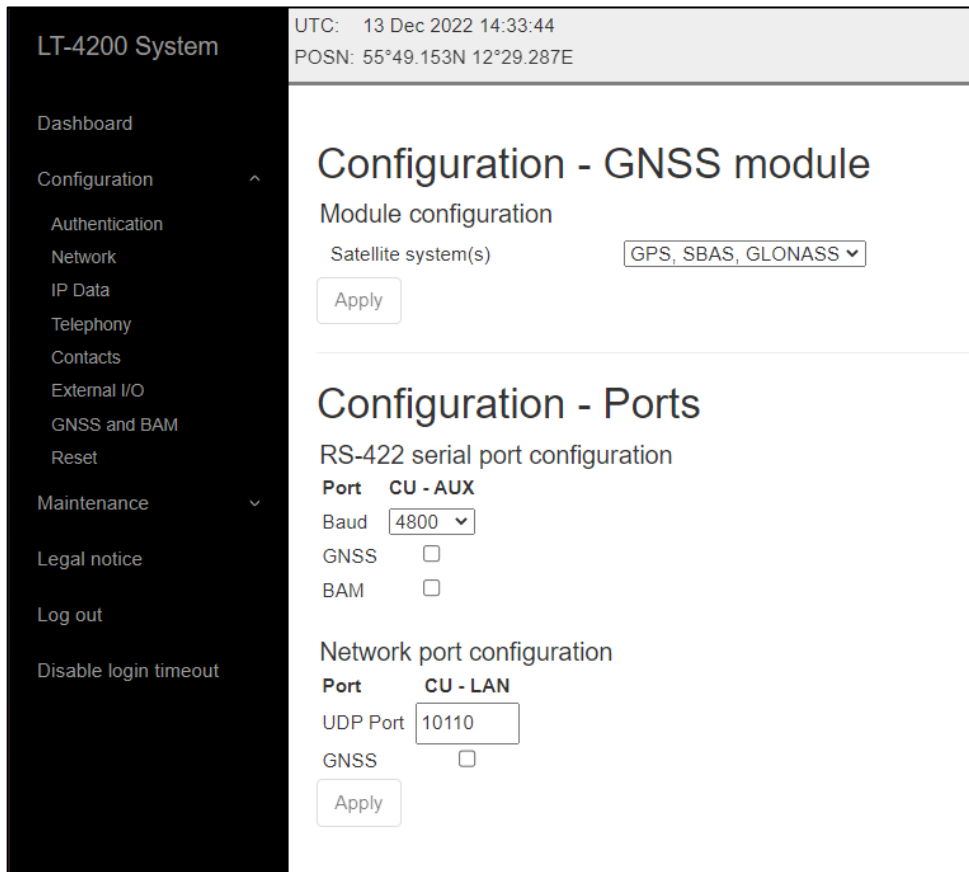 LT-4200 System
Dashboard
Configuration
Authentication
Network
IP Data
Telephony
Contacts
External I/O
GNSS and BAM
Reset
Maintenance
Legal notice
Log out
Disable login timeout
UTC: 13 Dec 2022 14:33:44
POSN: 55°49.153N 12°29.287E
Configuration - GNSS module
Module configuration
Satellite system(s) GPS, SBAS, GLONASS
Apply
Configuration - Ports
RS-422 serial port configuration
Port CU - AUX
Baud 4800
GNSS
BAM
Network port configuration
Port CU - LAN
UDP Port 10110
GNSS
Apply